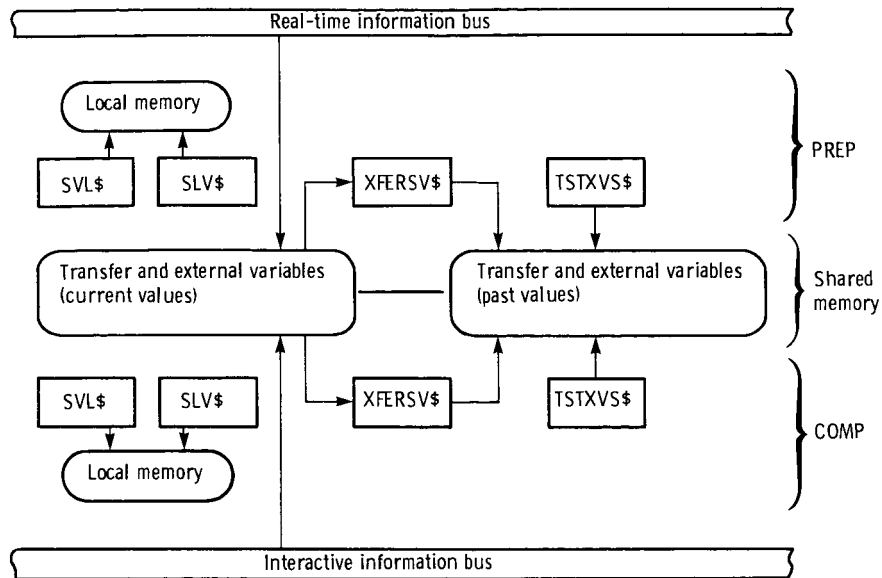 Real-time information bus
Local memory
PREP
SVL$
SLV$
XFERSV$
TSTXVS$
Transfer and external variables
(current values)
Transfer and external variables
(past values)
Shared
memory
SVL$
SLV$
XFERSV$
TSTXVS$
COMP
Local memory
Interactive information bus